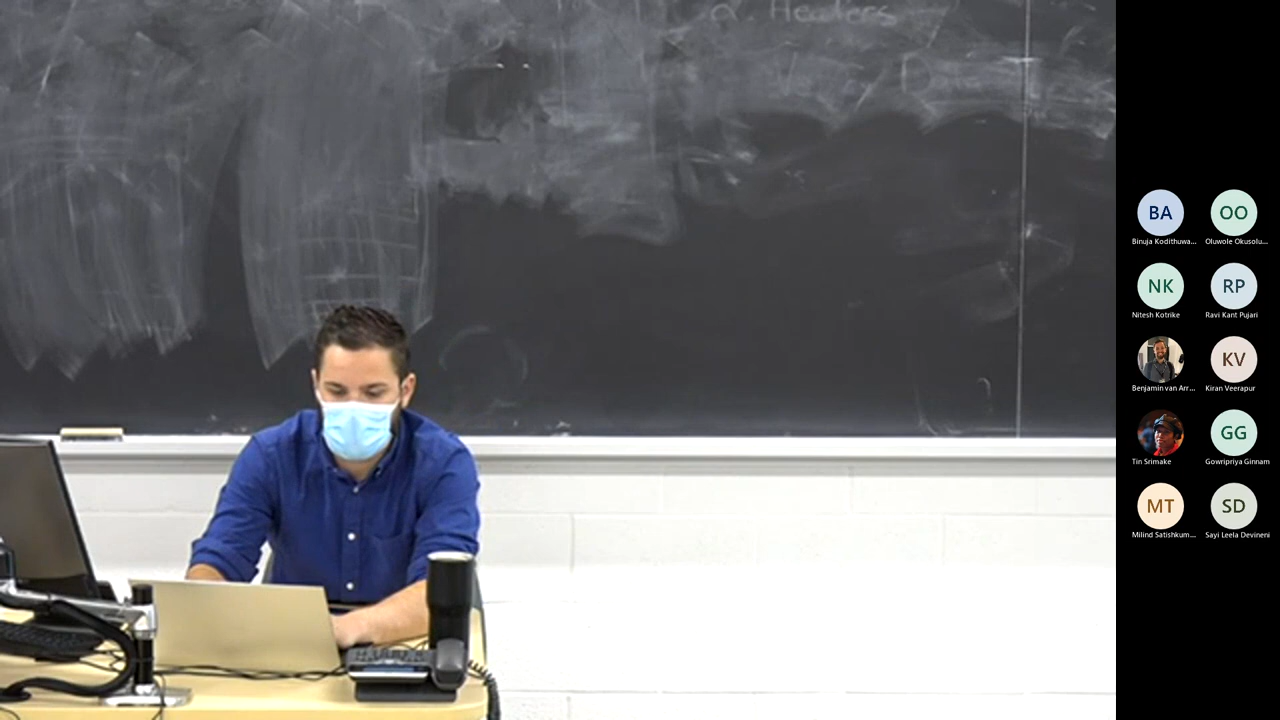 a. Headers
BA OO
Binuja Kodithuwa... Oluwole Okusolu...
NK RP
Nitesh Kotrike Ravi Kant Pujari
Benjamin van Arr... KV
Kiran Veerapur
Tin Srimake GG
Gowripriya Ginnam
MT SD
Milind Satishkum... Sayi Leela Devineni